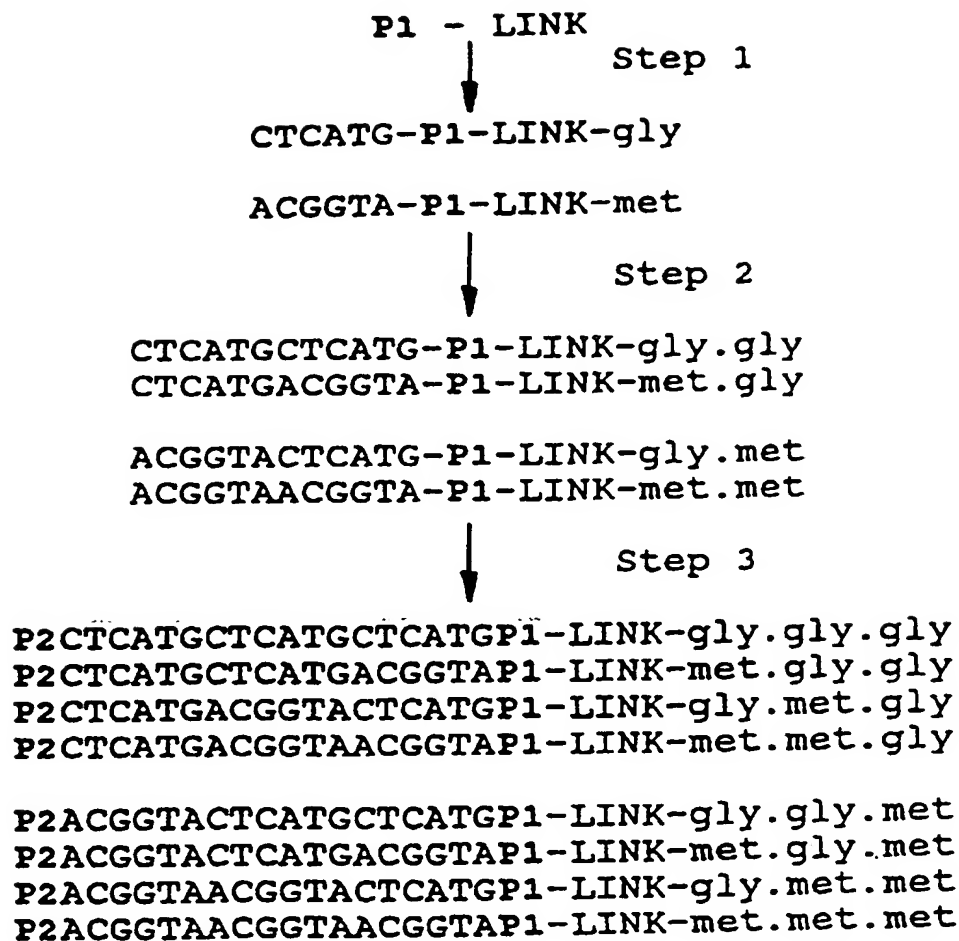 P1 - LINK
Step 1
CTCATG-P1-LINK-gly
ACGGTA-P1-LINK-met
Step 2
CTCATGCTCATG-P1-LINK-gly.gly
CTCATGACGGTA-P1-LINK-met.gly
ACGGTACTCATG-P1-LINK-gly.met
ACGGTAACGGTA-P1-LINK-met.met
Step 3
P2CTCATGCTCATGCTCATGP1-LINK-gly.gly.gly
P2CTCATGCTCATGACGGTAP1-LINK-met.gly.gly
P2CTCATGACGGTACTCATGP1-LINK-gly.met.gly
P2CTCATGACGGTAACGGTAP1-LINK-met.met.gly
P2ACGGTACTCATGCTCATGP1-LINK-gly.gly.met
P2ACGGTACTCATGACGGTAP1-LINK-met.gly.met
P2ACGGTAACGGTACTCATGP1-LINK-gly.met.met
P2ACGGTAACGGTAACGGTAP1-LINK-met.met.met